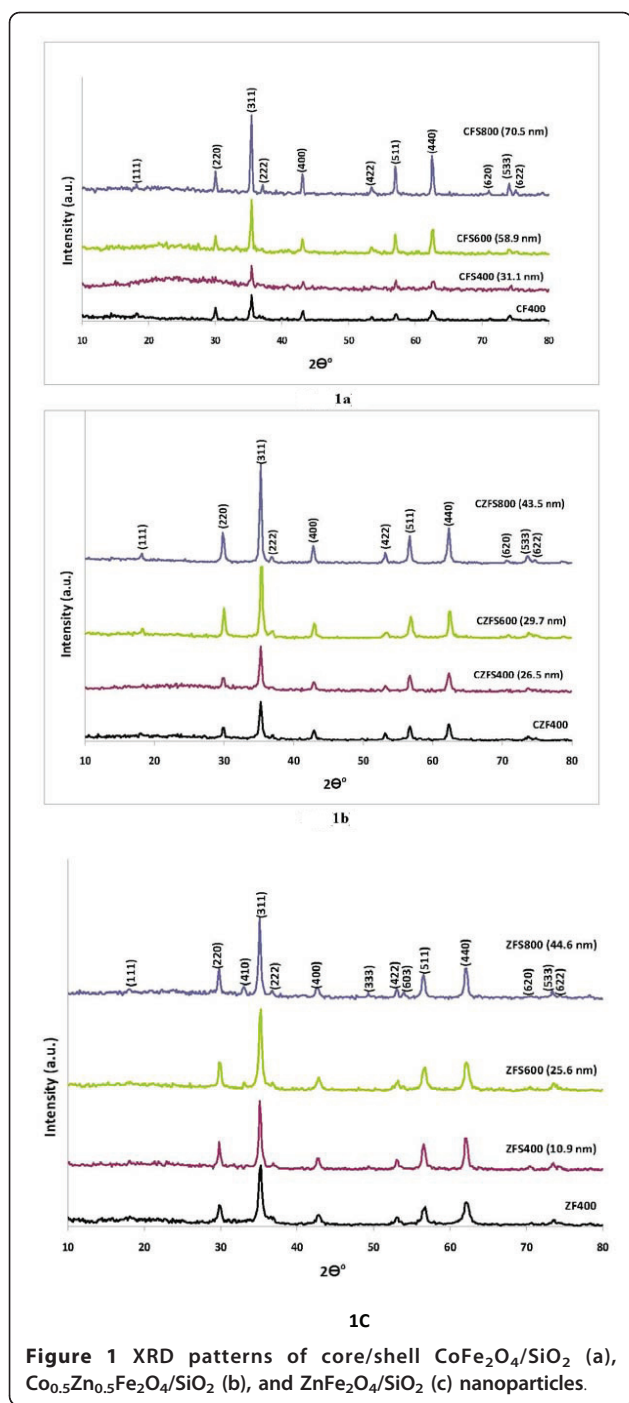 (311)
CFS800 (70.5 nm)
(440)
(220)
(400)
(511)
(111)
(222)
(422)
(620)
(533)
(622)
CFS600 (58.9 nm)
CFS400 (31.1 nm)
CF400
Intensity (a.u.)
10 20 30 40 50 60 70 80
2Θ°
1a)
(311)
CZFS800 (43.5 nm)
(220)
(440)
(511)
(400)
(111)
(222)
(422)
(620)
(533)
(622)
CZFS600 (29.7 nm)
CZFS400 (26.5 nm)
CZF400
Intensity (a.u.)
10 20 30 40 50 60 70 80
2Θ°
1b
(311)
ZFS800 (44.6 nm)
(220)
(440)
(511)
(111)
(410)
(222)
(400)
(333)
(422)
(603)
(620)
(533)
(622)
ZFS600 (25.6 nm)
ZFS400 (10.9 nm)
ZF400
Intensity (a.u.)
10 20 30 40 50 60 70 80
2Θ°
1C
Figure 1 XRD patterns of core/shell CoFe₂O₄/SiO₂ (a),
Co₀.₅Zn₀.₅Fe₂O₄/SiO₂ (b), and ZnFe₂O₄/SiO₂ (c) nanoparticles.